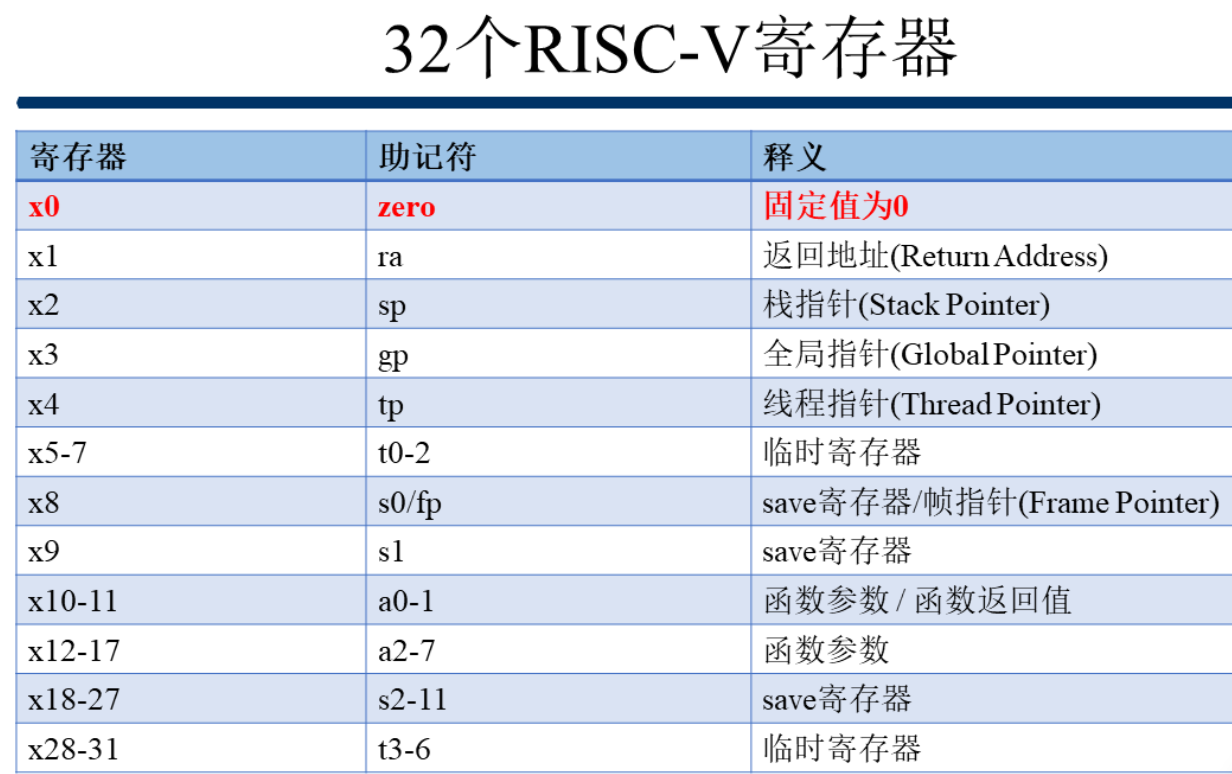 32个RISC-V寄存器
寄存器 助记符 释义
x0 zero 固定值为0
x1 ra 返回地址(Return Address)
x2 sp 栈指针(Stack Pointer)
x3 gp 全局指针(Global Pointer)
x4 tp 线程指针(Thread Pointer)
x5-7 t0-2 临时寄存器
x8 s0/fp save寄存器/帧指针(Frame Pointer)
x9 s1 save寄存器
x10-11 a0-1 函数参数 / 函数返回值
x12-17 a2-7 函数参数
x18-27 s2-11 save寄存器
x28-31 t3-6 临时寄存器